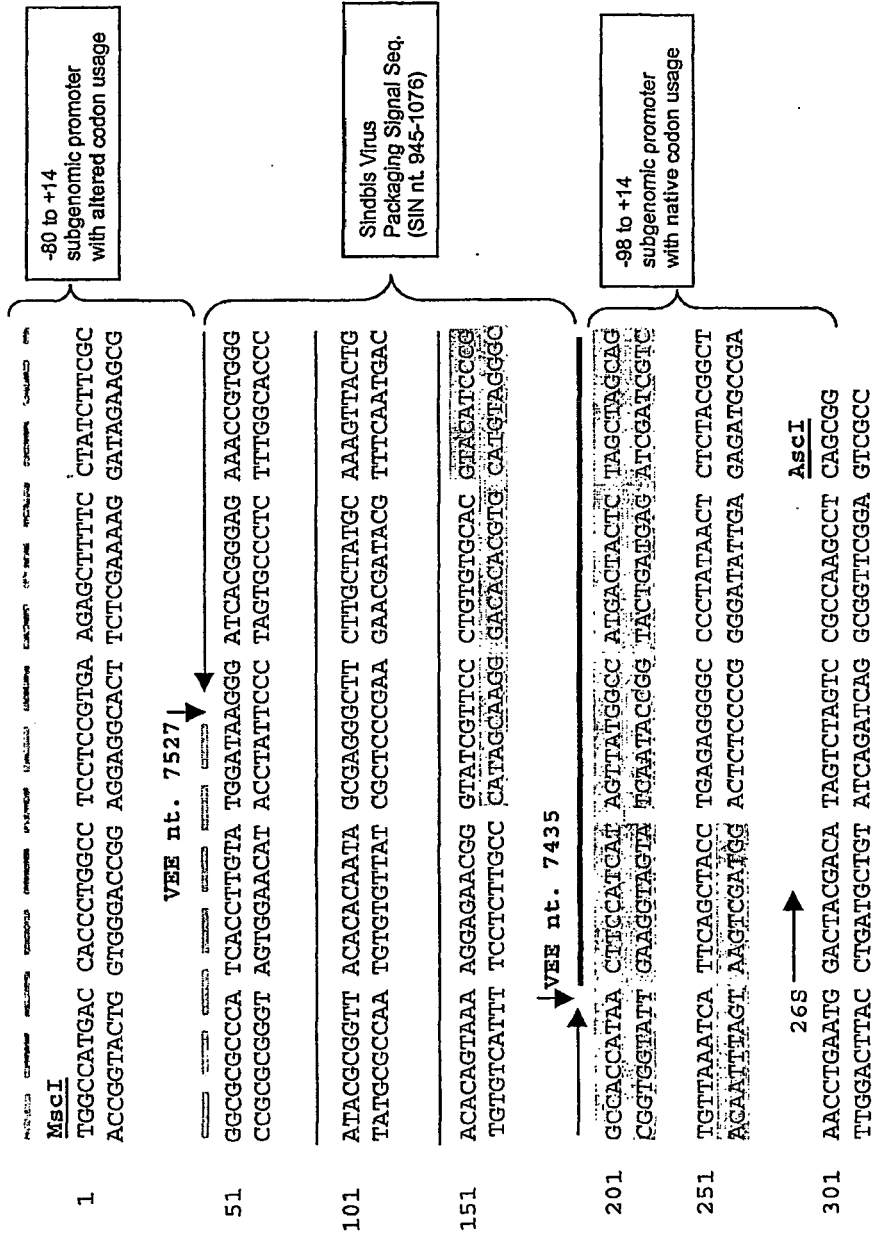 MscI
1 TGGCCATGAC CACCCTGGCC TCCTCCGTGA AGAGCTTTTC CTATCTTCGC
ACCGGTACTG GTGGGACCGG AGGAGGCACT TCTCGAAAAG GATAGAAGCG
-80 to +14
subgenomic promoter
with altered codon usage
VEE nt. 7527
51 GGCGCGCCCA TCACCTTGTA TGGATAAGGG ATCACGGGAG AAACCGTGGG
CCGCGCGGGT AGTGGAACAT ACCTATTCCC TAGTGCCCTC TTTGGCACCC
101 ATACGCGGTT ACACACAATA GCGAGGGCTT CTTGCTATGC AAAGTTACTG
TATGCGCCAA TGTGTGTTAT CGCTCCCGAA GAACGATACG TTTCAATGAC
Sindbis Virus
Packaging Signal Seq.
(SIN nt. 945-1076)
151 ACACAGTAAA AGGAGAACGG GTATCGTTCC CTGTGTGCAC GTACATCCCG
TGTGTCATTT TCCTCTTGCC CATAGCAAGG GACACACGTG CATGTAGGGC
VEE nt. 7435
201 GCCACCATAA CTTCCATCAT AGTTATGGCC ATGACTACTC TAGCTAGCAG
CGGTGGTATT GAAGGTAGTA TCAATACCGG TACTGATGAG ATCGATCGTC
-98 to +14
subgenomic promoter
with native codon usage
251 TGTTAAATCA TTCAGCTACC TGAGAGGGGC CCCTATAACT CTCTACGGCT
ACAATTTAGT AAGTCGATGG ACTCTCCCCG GGGATATTGA GAGATGCCGA
26S
AscI
301 AACCTGAATG GACTACGACA TAGTCTAGTC CGCCAAGCCT CAGCGG
TTGGACTTAC CTGATGCTGT ATCAGATCAG GCGGTTCGGA GTCGCC